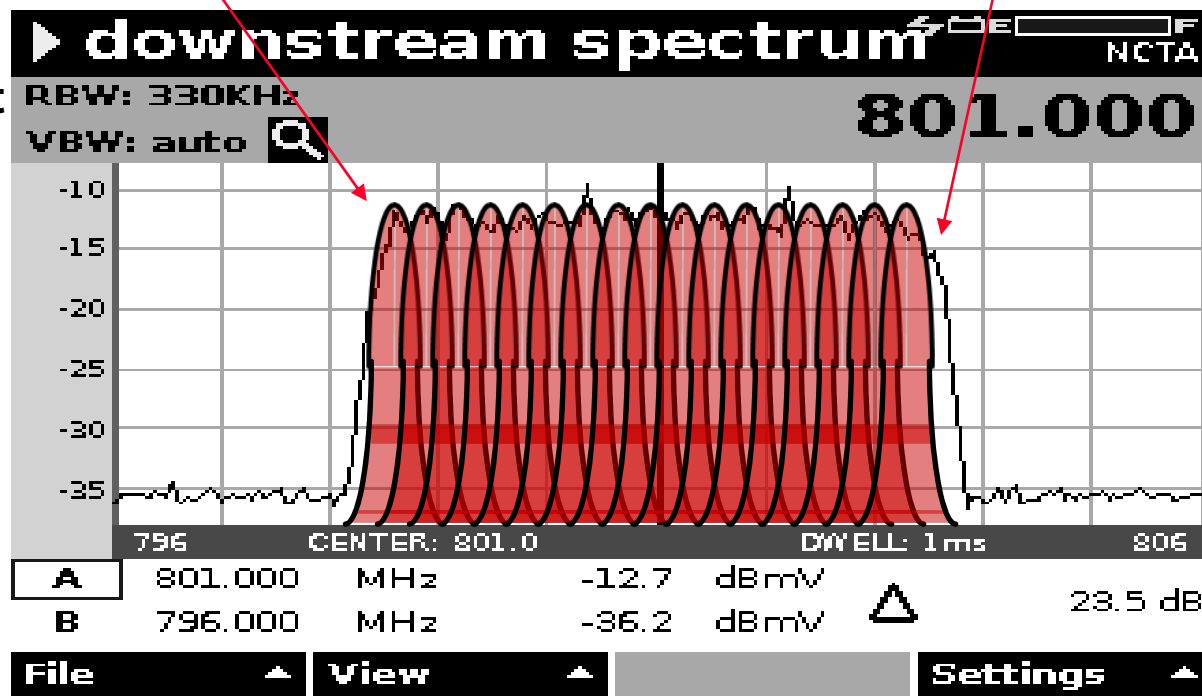 downstream spectrum
E F
NCTA
t
RBW: 330KHz
VBW: auto
801.000
-10
-15
-20
-25
-30
-35
796 CENTER: 801.0 DWELL: 1ms 806
A 801.000 MHz -12.7 dBmV
B 796.000 MHz -36.2 dBmV
23.5 dB
File View Settings